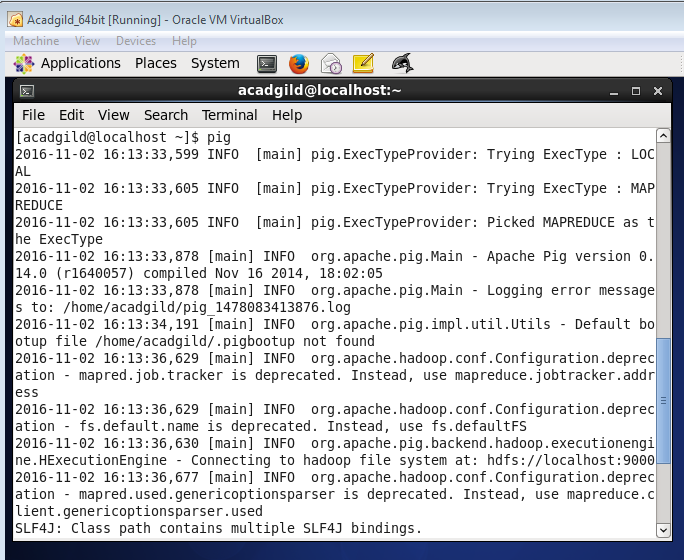 Acadgild_64bit [Running] - Oracle VM VirtualBox
Machine View Devices Help
Applications Places System
acadgild@localhost:~
File Edit View Search Terminal Help
[acadgild@localhost ~]$ pig
2016-11-02 16:13:33,599 INFO  [main] pig.ExecTypeProvider: Trying ExecType : LOC
AL
2016-11-02 16:13:33,605 INFO  [main] pig.ExecTypeProvider: Trying ExecType : MAP
REDUCE
2016-11-02 16:13:33,605 INFO  [main] pig.ExecTypeProvider: Picked MAPREDUCE as t
he ExecType
2016-11-02 16:13:33,878 [main] INFO  org.apache.pig.Main - Apache Pig version 0.
14.0 (r1640057) compiled Nov 16 2014, 18:02:05
2016-11-02 16:13:33,878 [main] INFO  org.apache.pig.Main - Logging error message
s to: /home/acadgild/pig_1478083413876.log
2016-11-02 16:13:34,191 [main] INFO  org.apache.pig.impl.util.Utils - Default bo
otup file /home/acadgild/.pigbootup not found
2016-11-02 16:13:36,629 [main] INFO  org.apache.hadoop.conf.Configuration.deprec
ation - mapred.job.tracker is deprecated. Instead, use mapreduce.jobtracker.addr
ess
2016-11-02 16:13:36,629 [main] INFO  org.apache.hadoop.conf.Configuration.deprec
ation - fs.default.name is deprecated. Instead, use fs.defaultFS
2016-11-02 16:13:36,630 [main] INFO  org.apache.pig.backend.hadoop.executionengi
ne.HExecutionEngine - Connecting to hadoop file system at: hdfs://localhost:9000
2016-11-02 16:13:36,677 [main] INFO  org.apache.hadoop.conf.Configuration.deprec
ation - mapred.used.genericoptionsparser is deprecated. Instead, use mapreduce.c
lient.genericoptionsparser.used
SLF4J: Class path contains multiple SLF4J bindings.